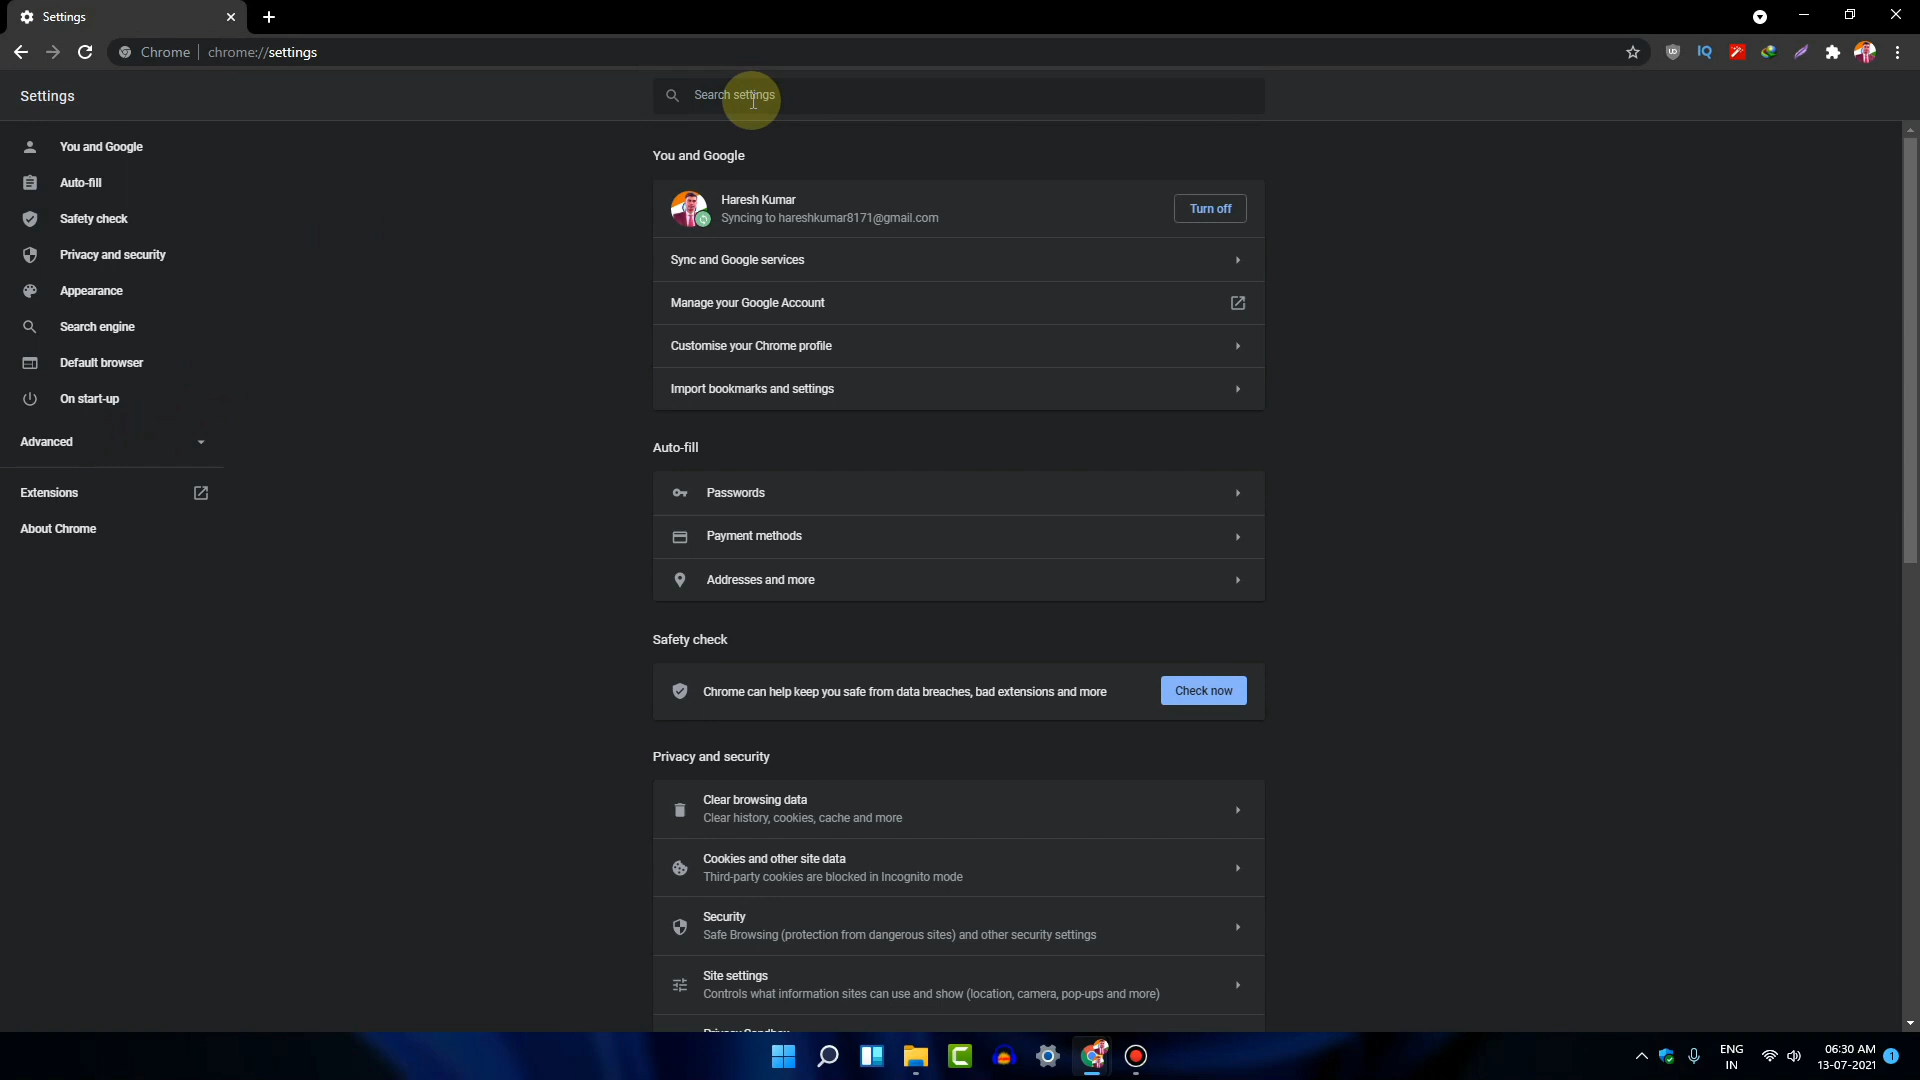 Settings
Chrome | chrome://settings
Settings
Search settings
You and Google
Auto-fill
Safety check
Privacy and security
Appearance
Search engine
Default browser
On start-up
Advanced
Extensions
About Chrome
You and Google
Haresh Kumar
Syncing to hareshkumar8171@gmail.com
Turn off
Sync and Google services
Manage your Google Account
Customise your Chrome profile
Import bookmarks and settings
Auto-fill
Passwords
Payment methods
Addresses and more
Safety check
Chrome can help keep you safe from data breaches, bad extensions and more
Check now
Privacy and security
Clear browsing data
Clear history, cookies, cache and more
Cookies and other site data
Third-party cookies are blocked in Incognito mode
Security
Safe Browsing (protection from dangerous sites) and other security settings
Site settings
Controls what information sites can use and show (location, camera, pop-ups and more)
ENG
IN
06:30 AM
13-07-2021
1